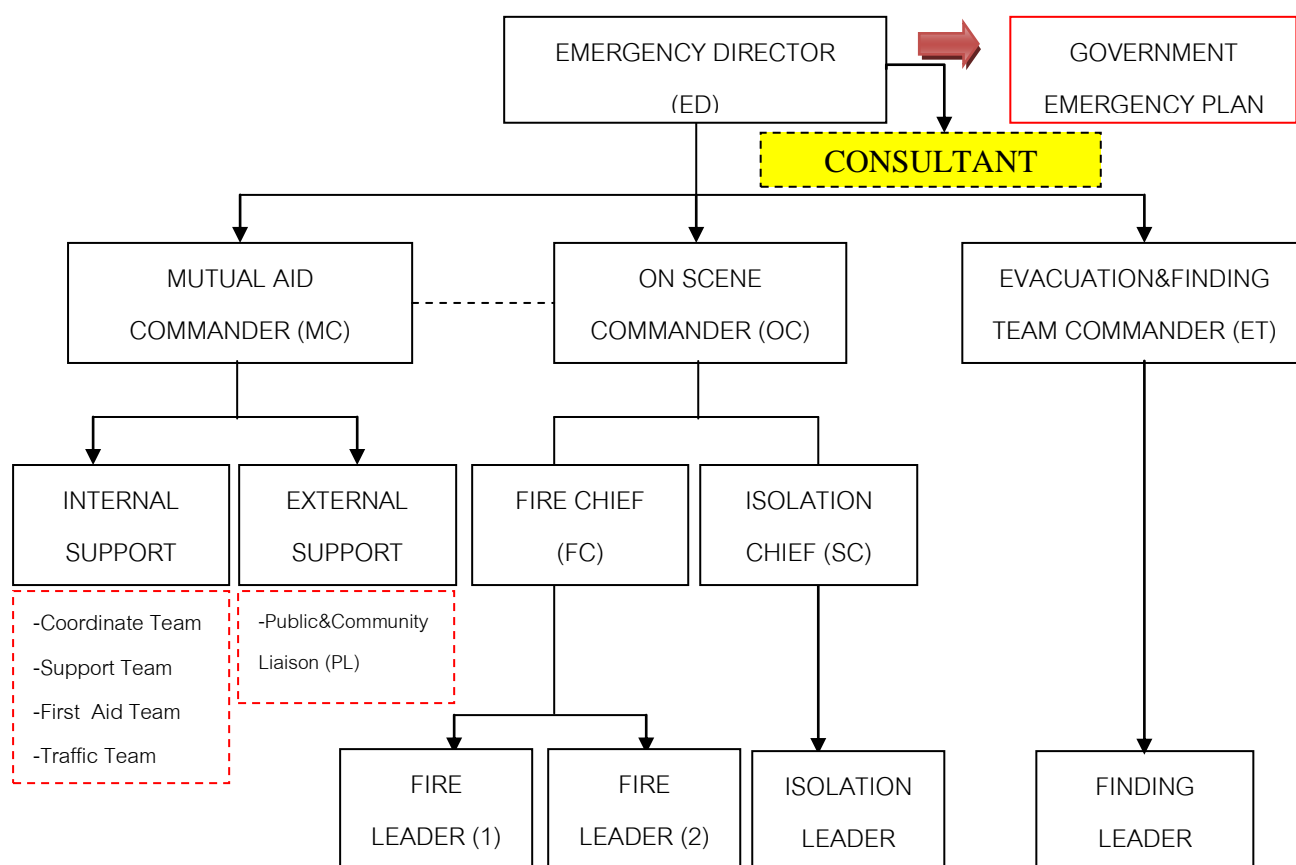 EMERGENCY DIRECTOR
(ED)
GOVERNMENT
EMERGENCY PLAN
CONSULTANT
MUTUAL AID
COMMANDER (MC)
ON SCENE
COMMANDER (OC)
EVACUATION&FINDING
TEAM COMMANDER (ET)
INTERNAL
SUPPORT
EXTERNAL
SUPPORT
FIRE CHIEF
(FC)
ISOLATION
CHIEF (SC)
-Coordinate Team
-Support Team
-First Aid Team
-Traffic Team
-Public&Community
Liaison (PL)
FIRE
LEADER (1)
FIRE
LEADER (2)
ISOLATION
LEADER
FINDING
LEADER